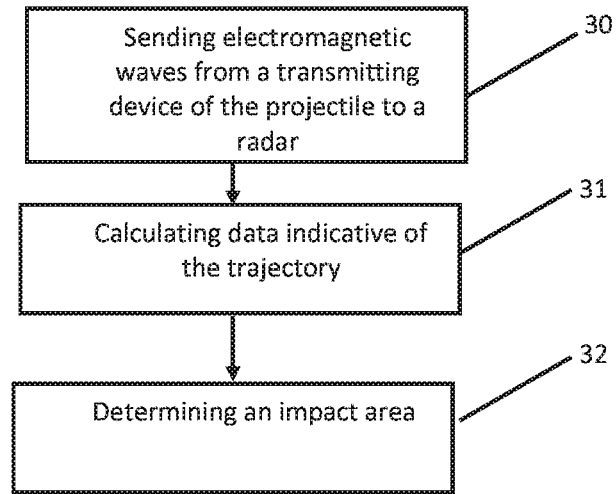 Sending electromagnetic
waves from a transmitting
device of the projectile to a
radar
30
Calculating data indicative of
the trajectory
31
Determining an impact area
32